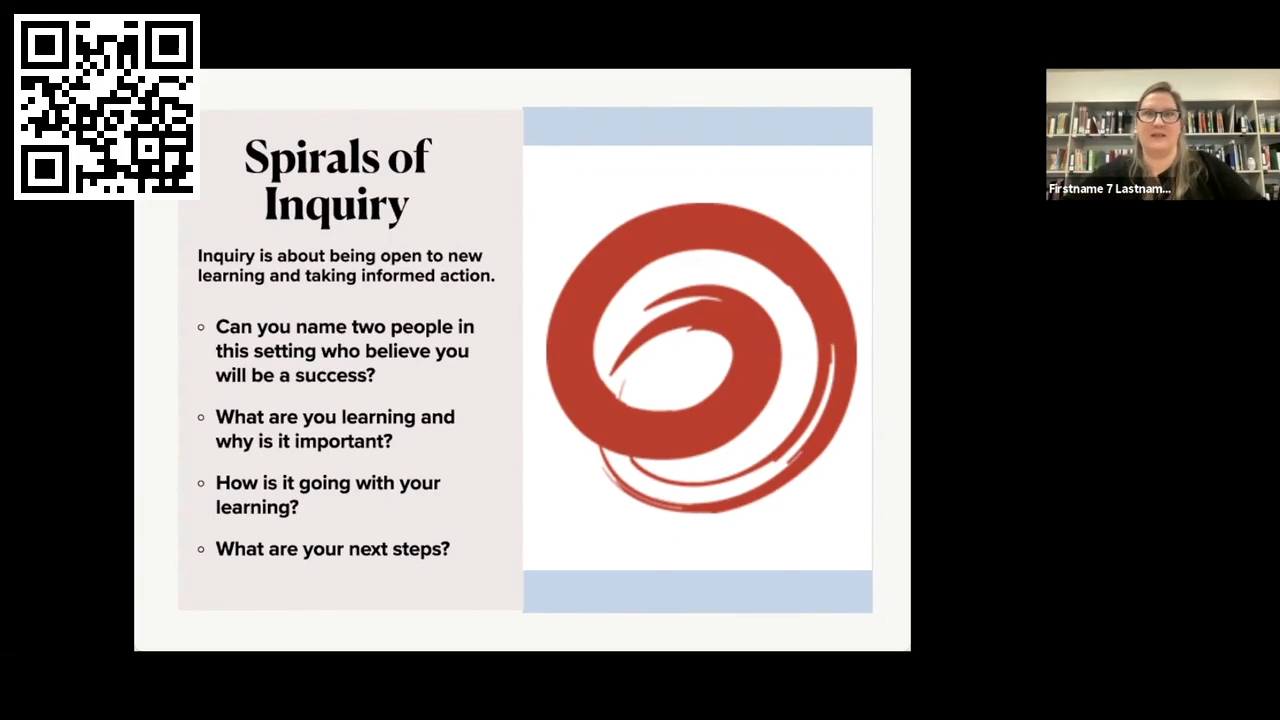 Spirals of
Inquiry
Inquiry is about being open to new
learning and taking informed action.
Can you name two people in
this setting who believe you
will be a success?
What are you learning and
why is it important?
How is it going with your
learning?
What are your next steps?
Firstname 7 Lastnam...